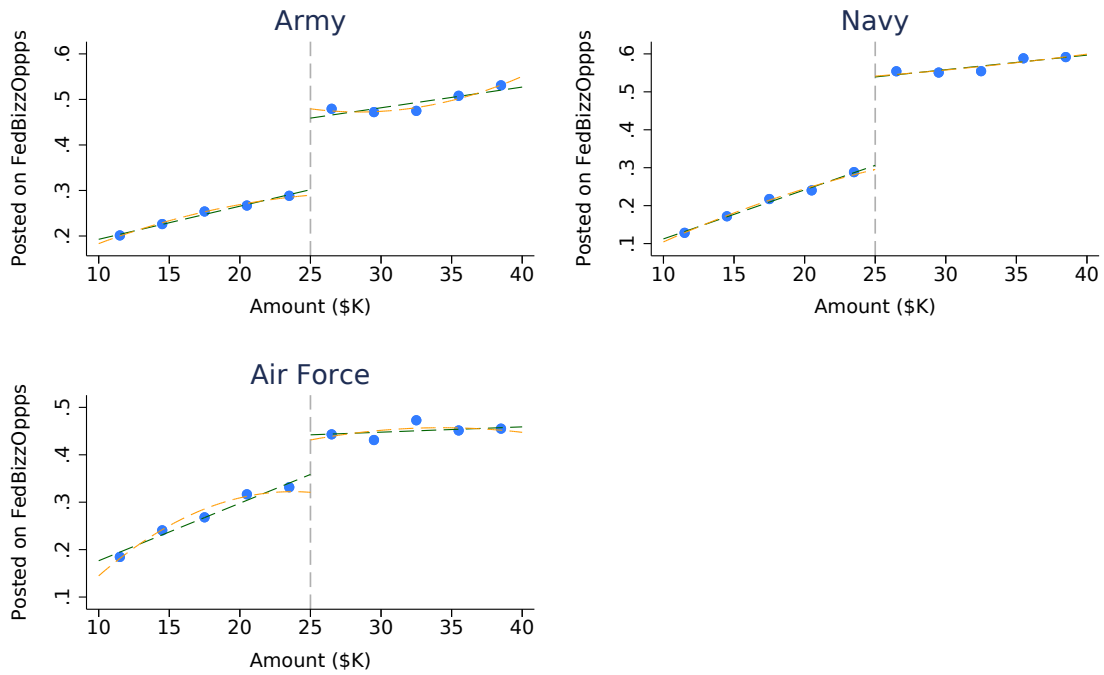 Army
Posted on FedBizzOppps
.6
.5
.4
.3
.2
10 15 20 25 30 35 40
Amount ($K)
Navy
Posted on FedBizzOppps
.6
.5
.4
.3
.2
.1
10 15 20 25 30 35 40
Amount ($K)
Air Force
Posted on FedBizzOppps
.5
.4
.3
.2
.1
10 15 20 25 30 35 40
Amount ($K)